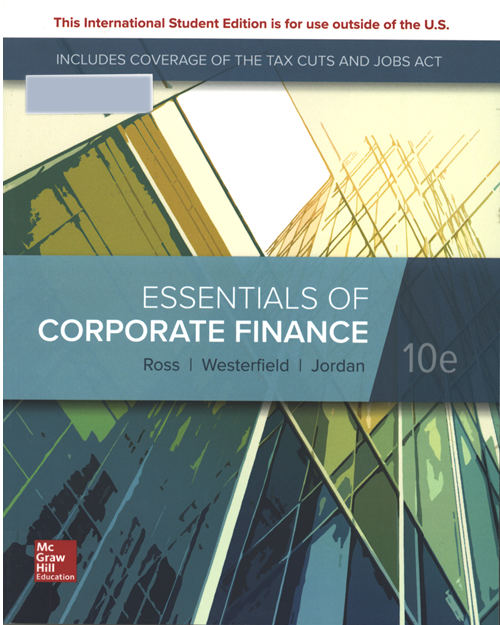 This International Student Edition is for use outside of the U.S.
INCLUDES COVERAGE OF THE TAX CUTS AND JOBS ACT
ESSENTIALS OF
CORPORATE FINANCE
Ross | Westerfield | Jordan
10e
Mc
Graw
Hill
Education